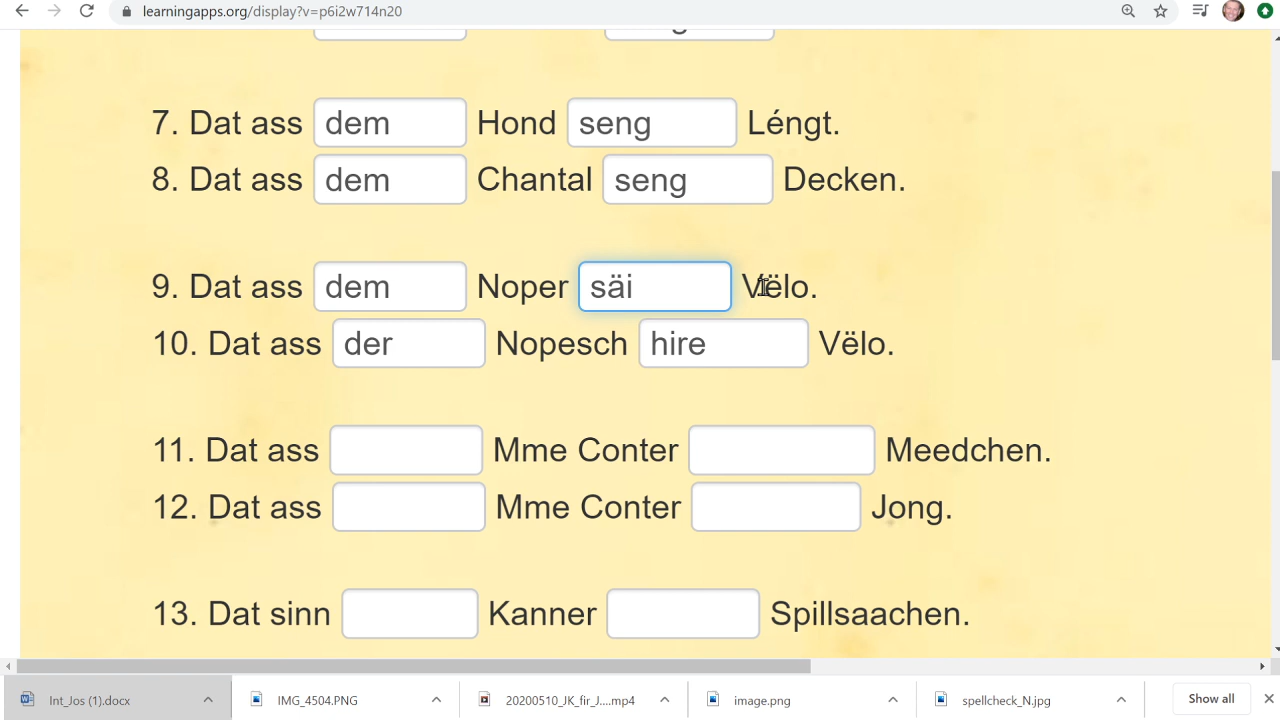 learningapps.org/display?v=p6i2w714n20
7. Dat ass dem Hond seng Léngt.
8. Dat ass dem Chantal seng Decken.
9. Dat ass dem Noper säi Vëlo.
10. Dat ass der Nopesch hire Vëlo.
11. Dat ass Mme Conter Meedchen.
12. Dat ass Mme Conter Jong.
13. Dat sinn Kanner Spillsaachen.
Int_Jos (1).docx IMG_4504.PNG 20200510_JK_fir_J....mp4 image.png spellcheck_N.jpg Show all